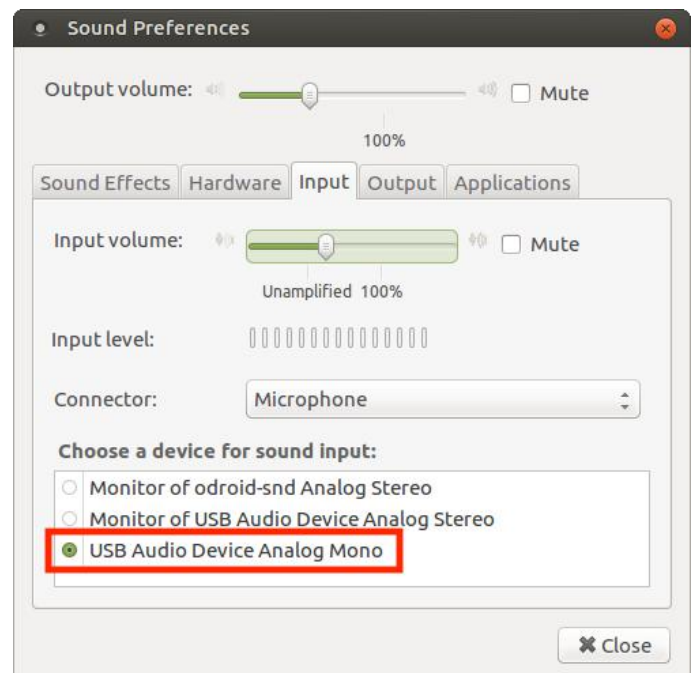 Sound Preferences
Output volume: Mute
100%
Sound Effects Hardware Input Output Applications
Input volume: Mute
Unamplified 100%
Input level:
Connector: Microphone
Choose a device for sound input:
Monitor of odroid-snd Analog Stereo
Monitor of USB Audio Device Analog Stereo
USB Audio Device Analog Mono
Close